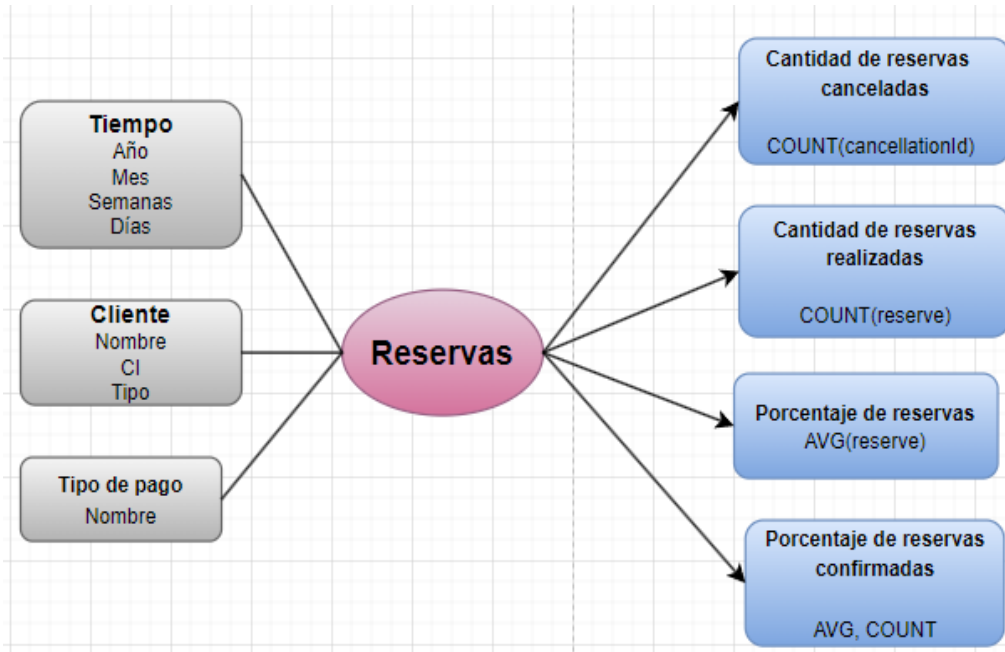 Tiempo
Año
Mes
Semanas
Días
Cliente
Nombre
CI
Tipo
Tipo de pago
Nombre
Reservas
Cantidad de reservas
canceladas
COUNT(cancellationId)
Cantidad de reservas
realizadas
COUNT(reserve)
Porcentaje de reservas
AVG(reserve)
Porcentaje de reservas
confirmadas
AVG, COUNT